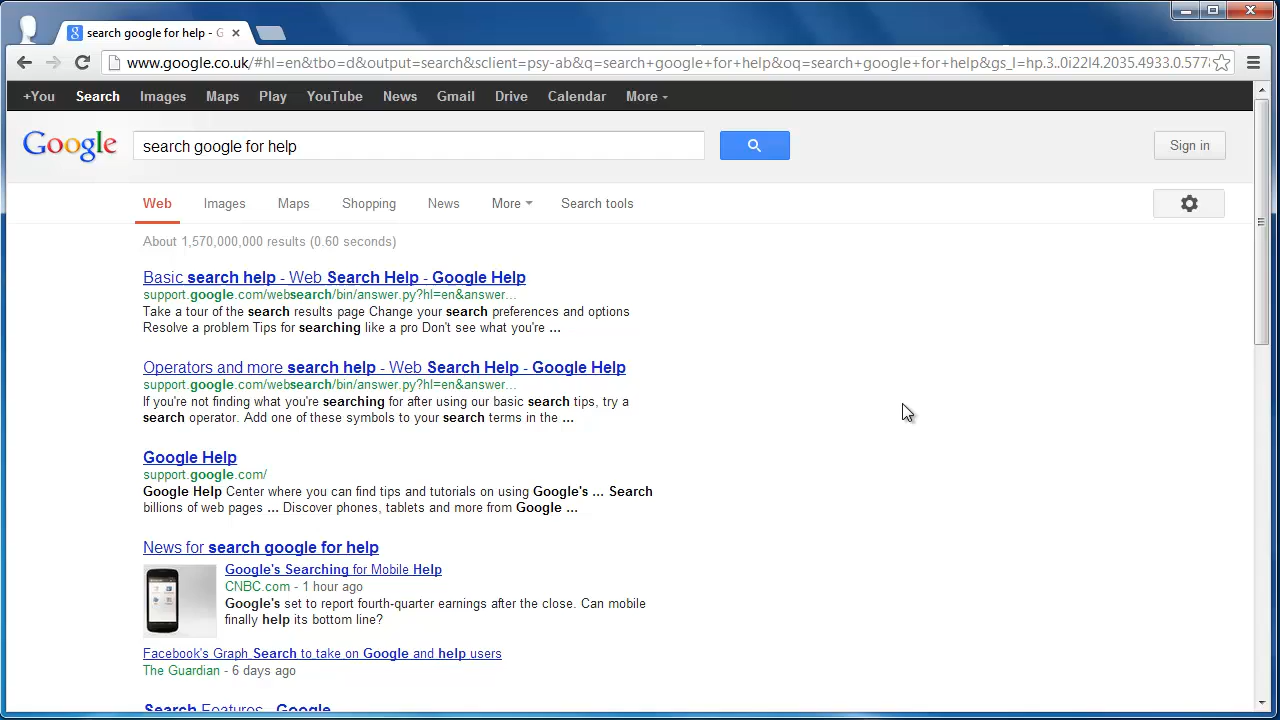 search google for help - G
www.google.co.uk/#hl=en&tbo=d&output=search&sclient=psy-ab&q=search+google+for+help&oq=search+google+for+help&gs_l=hp.3..0i22l4.2035.4933.0.577
+You Search Images Maps Play YouTube News Gmail Drive Calendar More
Google search google for help Sign in
Web Images Maps Shopping News More Search tools
About 1,570,000,000 results (0.60 seconds)
Basic search help - Web Search Help - Google Help
support.google.com/websearch/bin/answer.py?hl=en&answer...
Take a tour of the search results page Change your search preferences and options
Resolve a problem Tips for searching like a pro Don't see what you're ...
Operators and more search help - Web Search Help - Google Help
support.google.com/websearch/bin/answer.py?hl=en&answer...
If you're not finding what you're searching for after using our basic search tips, try a
search operator. Add one of these symbols to your search terms in the ...
Google Help
support.google.com/
Google Help Center where you can find tips and tutorials on using Google's ... Search
billions of web pages ... Discover phones, tablets and more from Google ...
News for search google for help
Google's Searching for Mobile Help
CNBC.com - 1 hour ago
Google's set to report fourth-quarter earnings after the close. Can mobile
finally help its bottom line?
Facebook's Graph Search to take on Google and help users
The Guardian - 6 days ago
Search Features - Google